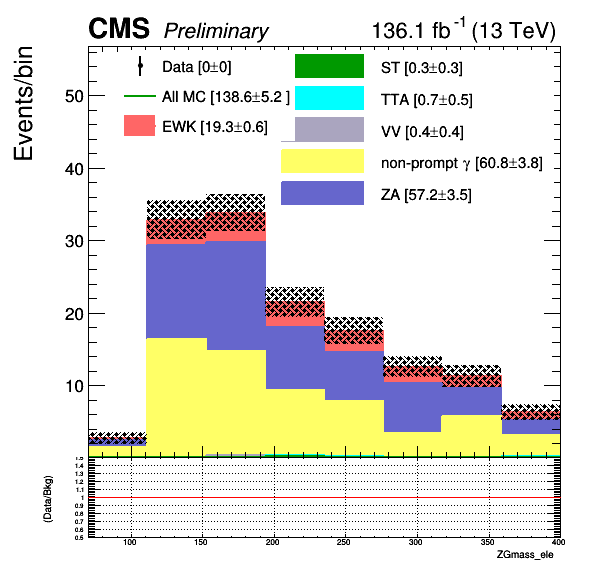 CMS Preliminary 136.1 fb⁻¹ (13 TeV)
Events/bin
Data [0±0]
All MC [138.6±5.2 ]
EWK [19.3±0.6]
ST [0.3±0.3]
TTA [0.7±0.5]
VV [0.4±0.4]
non-prompt γ [60.8±3.8]
ZA [57.2±3.5]
50
40
30
20
10
(Data/Bkg)
1.5
1.4
1.3
1.2
1.1
1
0.9
0.8
0.7
0.6
0.5
100 150 200 250 300 350 400
ZGmass_ele